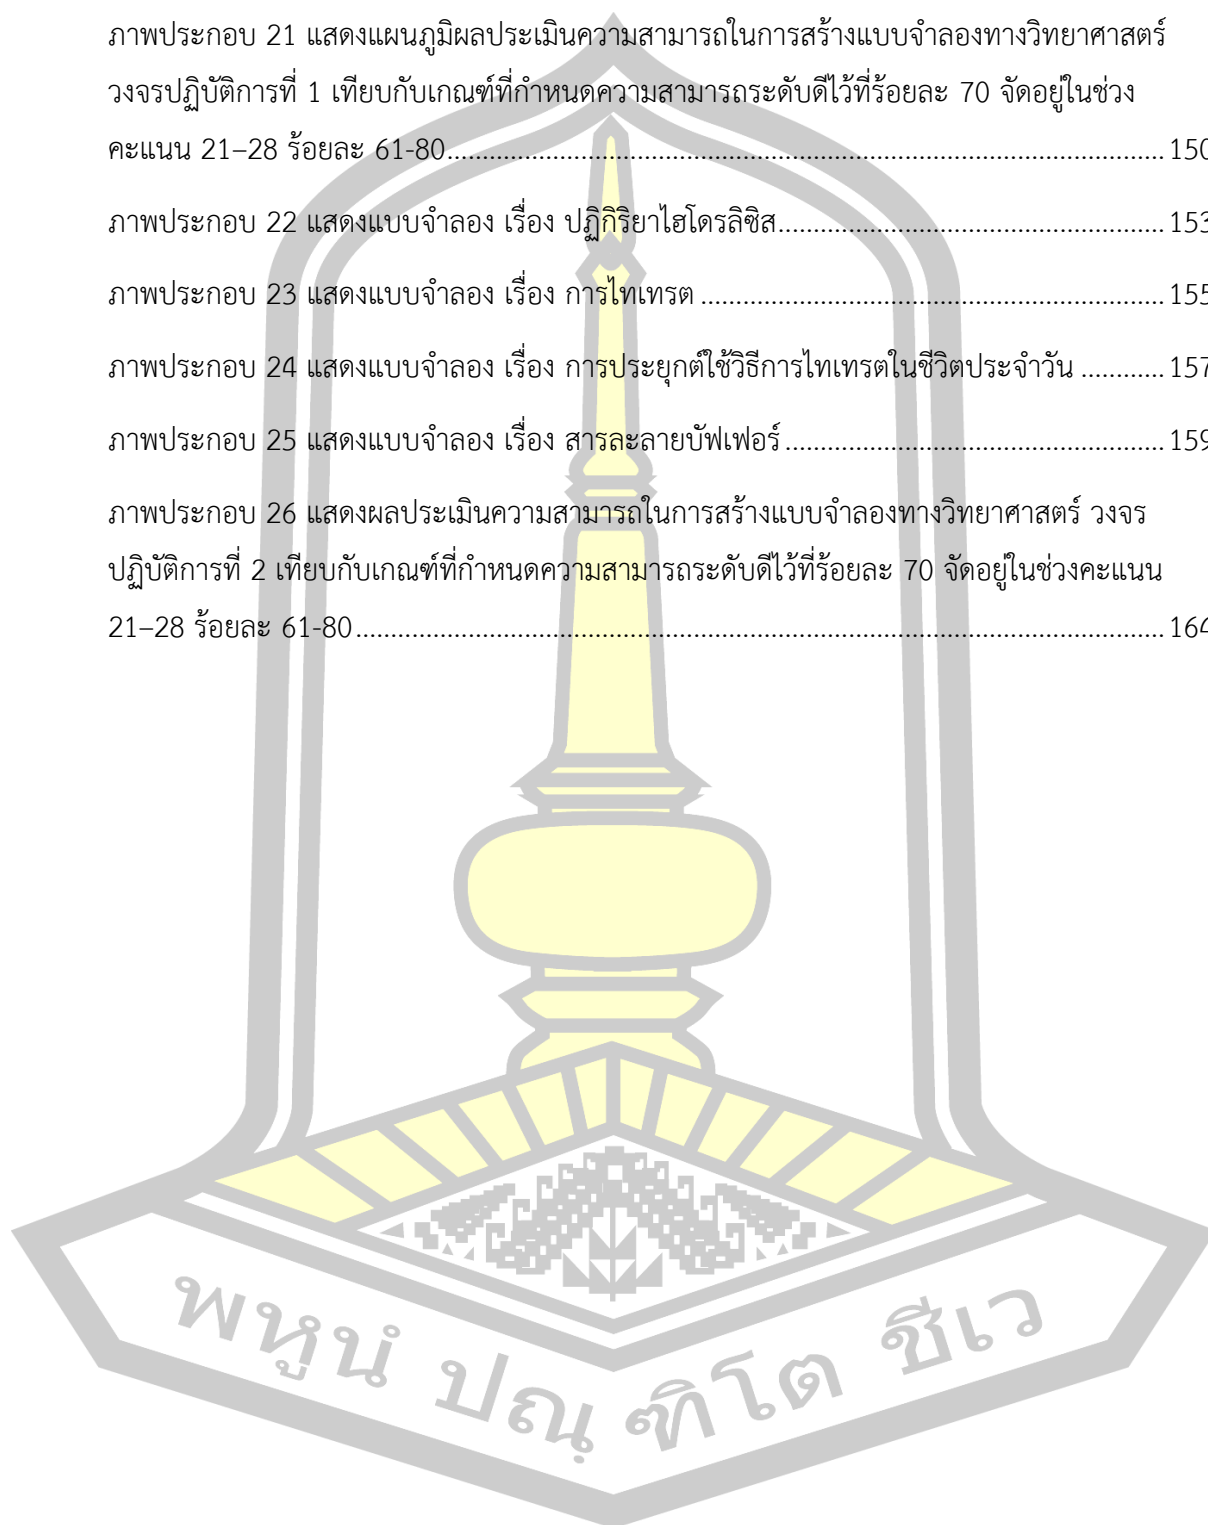 ภาพประกอบ 21 แสดงแผนภูมิผลประเมินความสามารถในการสร้างแบบจำลองทางวิทยาศาสตร์
วงจรปฏิบัติการที่ 1 เทียบกับเกณฑ์ที่กำหนดความสามารถระดับดีไว้ที่ร้อยละ 70 จัดอยู่ในช่วง
คะแนน 21–28 ร้อยละ 61-80 ........................................................................ 150
ภาพประกอบ 22 แสดงแบบจำลอง เรื่อง ปฏิกิริยาไฮโดรลิซิส ........................................ 153
ภาพประกอบ 23 แสดงแบบจำลอง เรื่อง การไทเทรต ................................................ 155
ภาพประกอบ 24 แสดงแบบจำลอง เรื่อง การประยุกต์ใช้วิธีการไทเทรตในชีวิตประจำวัน ............ 157
ภาพประกอบ 25 แสดงแบบจำลอง เรื่อง สารละลายบัฟเฟอร์ ........................................ 159
ภาพประกอบ 26 แสดงผลประเมินความสามารถในการสร้างแบบจำลองทางวิทยาศาสตร์ วงจร
ปฏิบัติการที่ 2 เทียบกับเกณฑ์ที่กำหนดความสามารถระดับดีไว้ที่ร้อยละ 70 จัดอยู่ในช่วงคะแนน
21–28 ร้อยละ 61-80 ................................................................................ 164
พหูนํ ปณฺ ฑิโต ชีเว